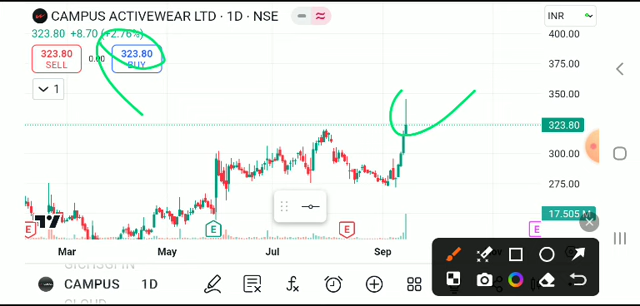 CAMPUS ACTIVEWEAR LTD · 1D · NSE
INR
323.80 +8.70 (+2.76%)
323.80
SELL
0.00
323.80
BUY
1
400.00
375.00
350.00
323.80
300.00
275.00
17.505 M
E
E
E
E
Mar
May
Jul
Sep
CAMPUS 1D